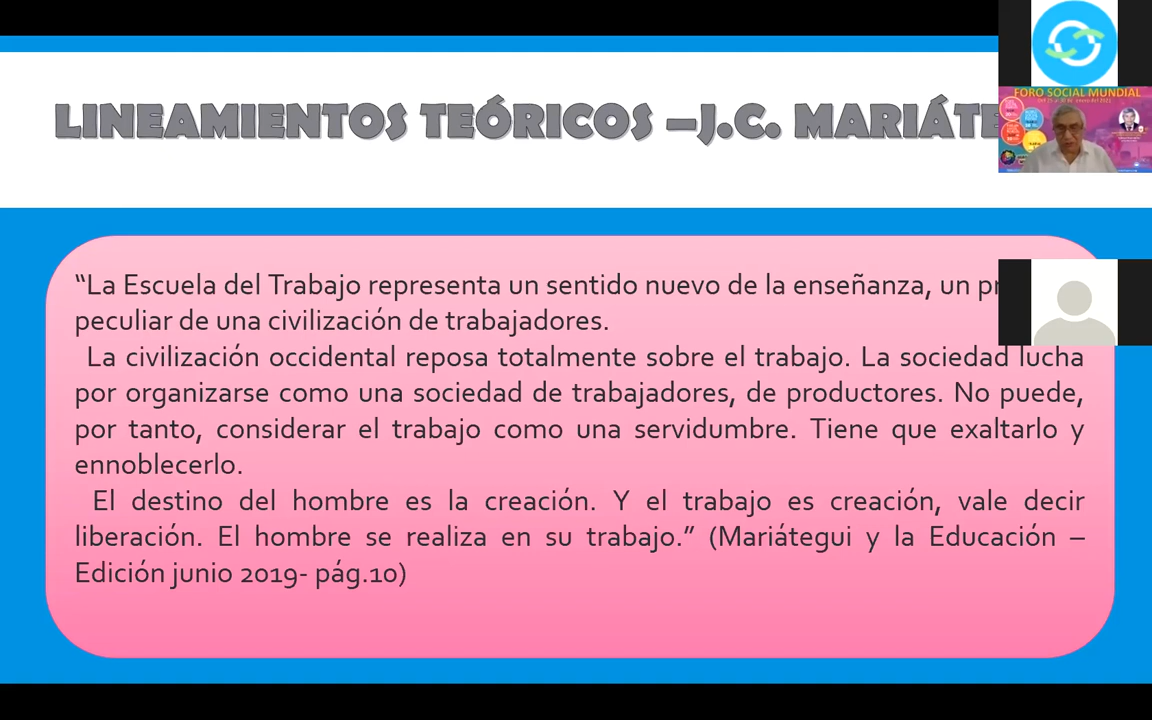 LINEAMIENTOS TEÓRICOS –J.C.
FORO SOCIAL MUNDIAL
“La Escuela del Trabajo representa un sentido nuevo de la enseñanza, un
peculiar de una civilización de trabajadores.
La civilización occidental reposa totalmente sobre el trabajo. La sociedad lucha
por organizarse como una sociedad de trabajadores, de productores. No puede,
por tanto, considerar el trabajo como una servidumbre. Tiene que exaltarlo y
ennoblecerlo.
El destino del hombre es la creación. Y el trabajo es creación, vale decir
liberación. El hombre se realiza en su trabajo.” (Mariátegui y la Educación –
Edición junio 2019- pág.10)